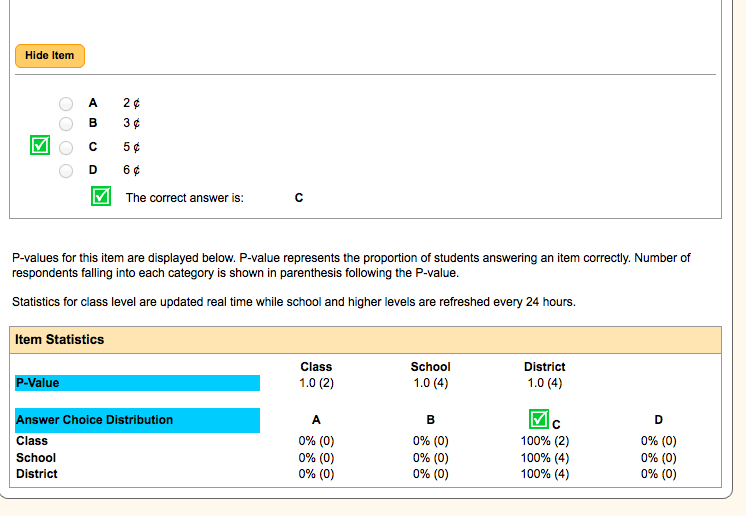 Hide Item
A 2 ¢
B 3 ¢
C 5 ¢
D 6 ¢
The correct answer is: C
P-values for this item are displayed below. P-value represents the proportion of students answering an item correctly. Number of
respondents falling into each category is shown in parenthesis following the P-value.
Statistics for class level are updated real time while school and higher levels are refreshed every 24 hours.
Item Statistics
Class School District
P-Value 1.0 (2) 1.0 (4) 1.0 (4)
Answer Choice Distribution A B C D
Class 0% (0) 0% (0) 100% (2) 0% (0)
School 0% (0) 0% (0) 100% (4) 0% (0)
District 0% (0) 0% (0) 100% (4) 0% (0)